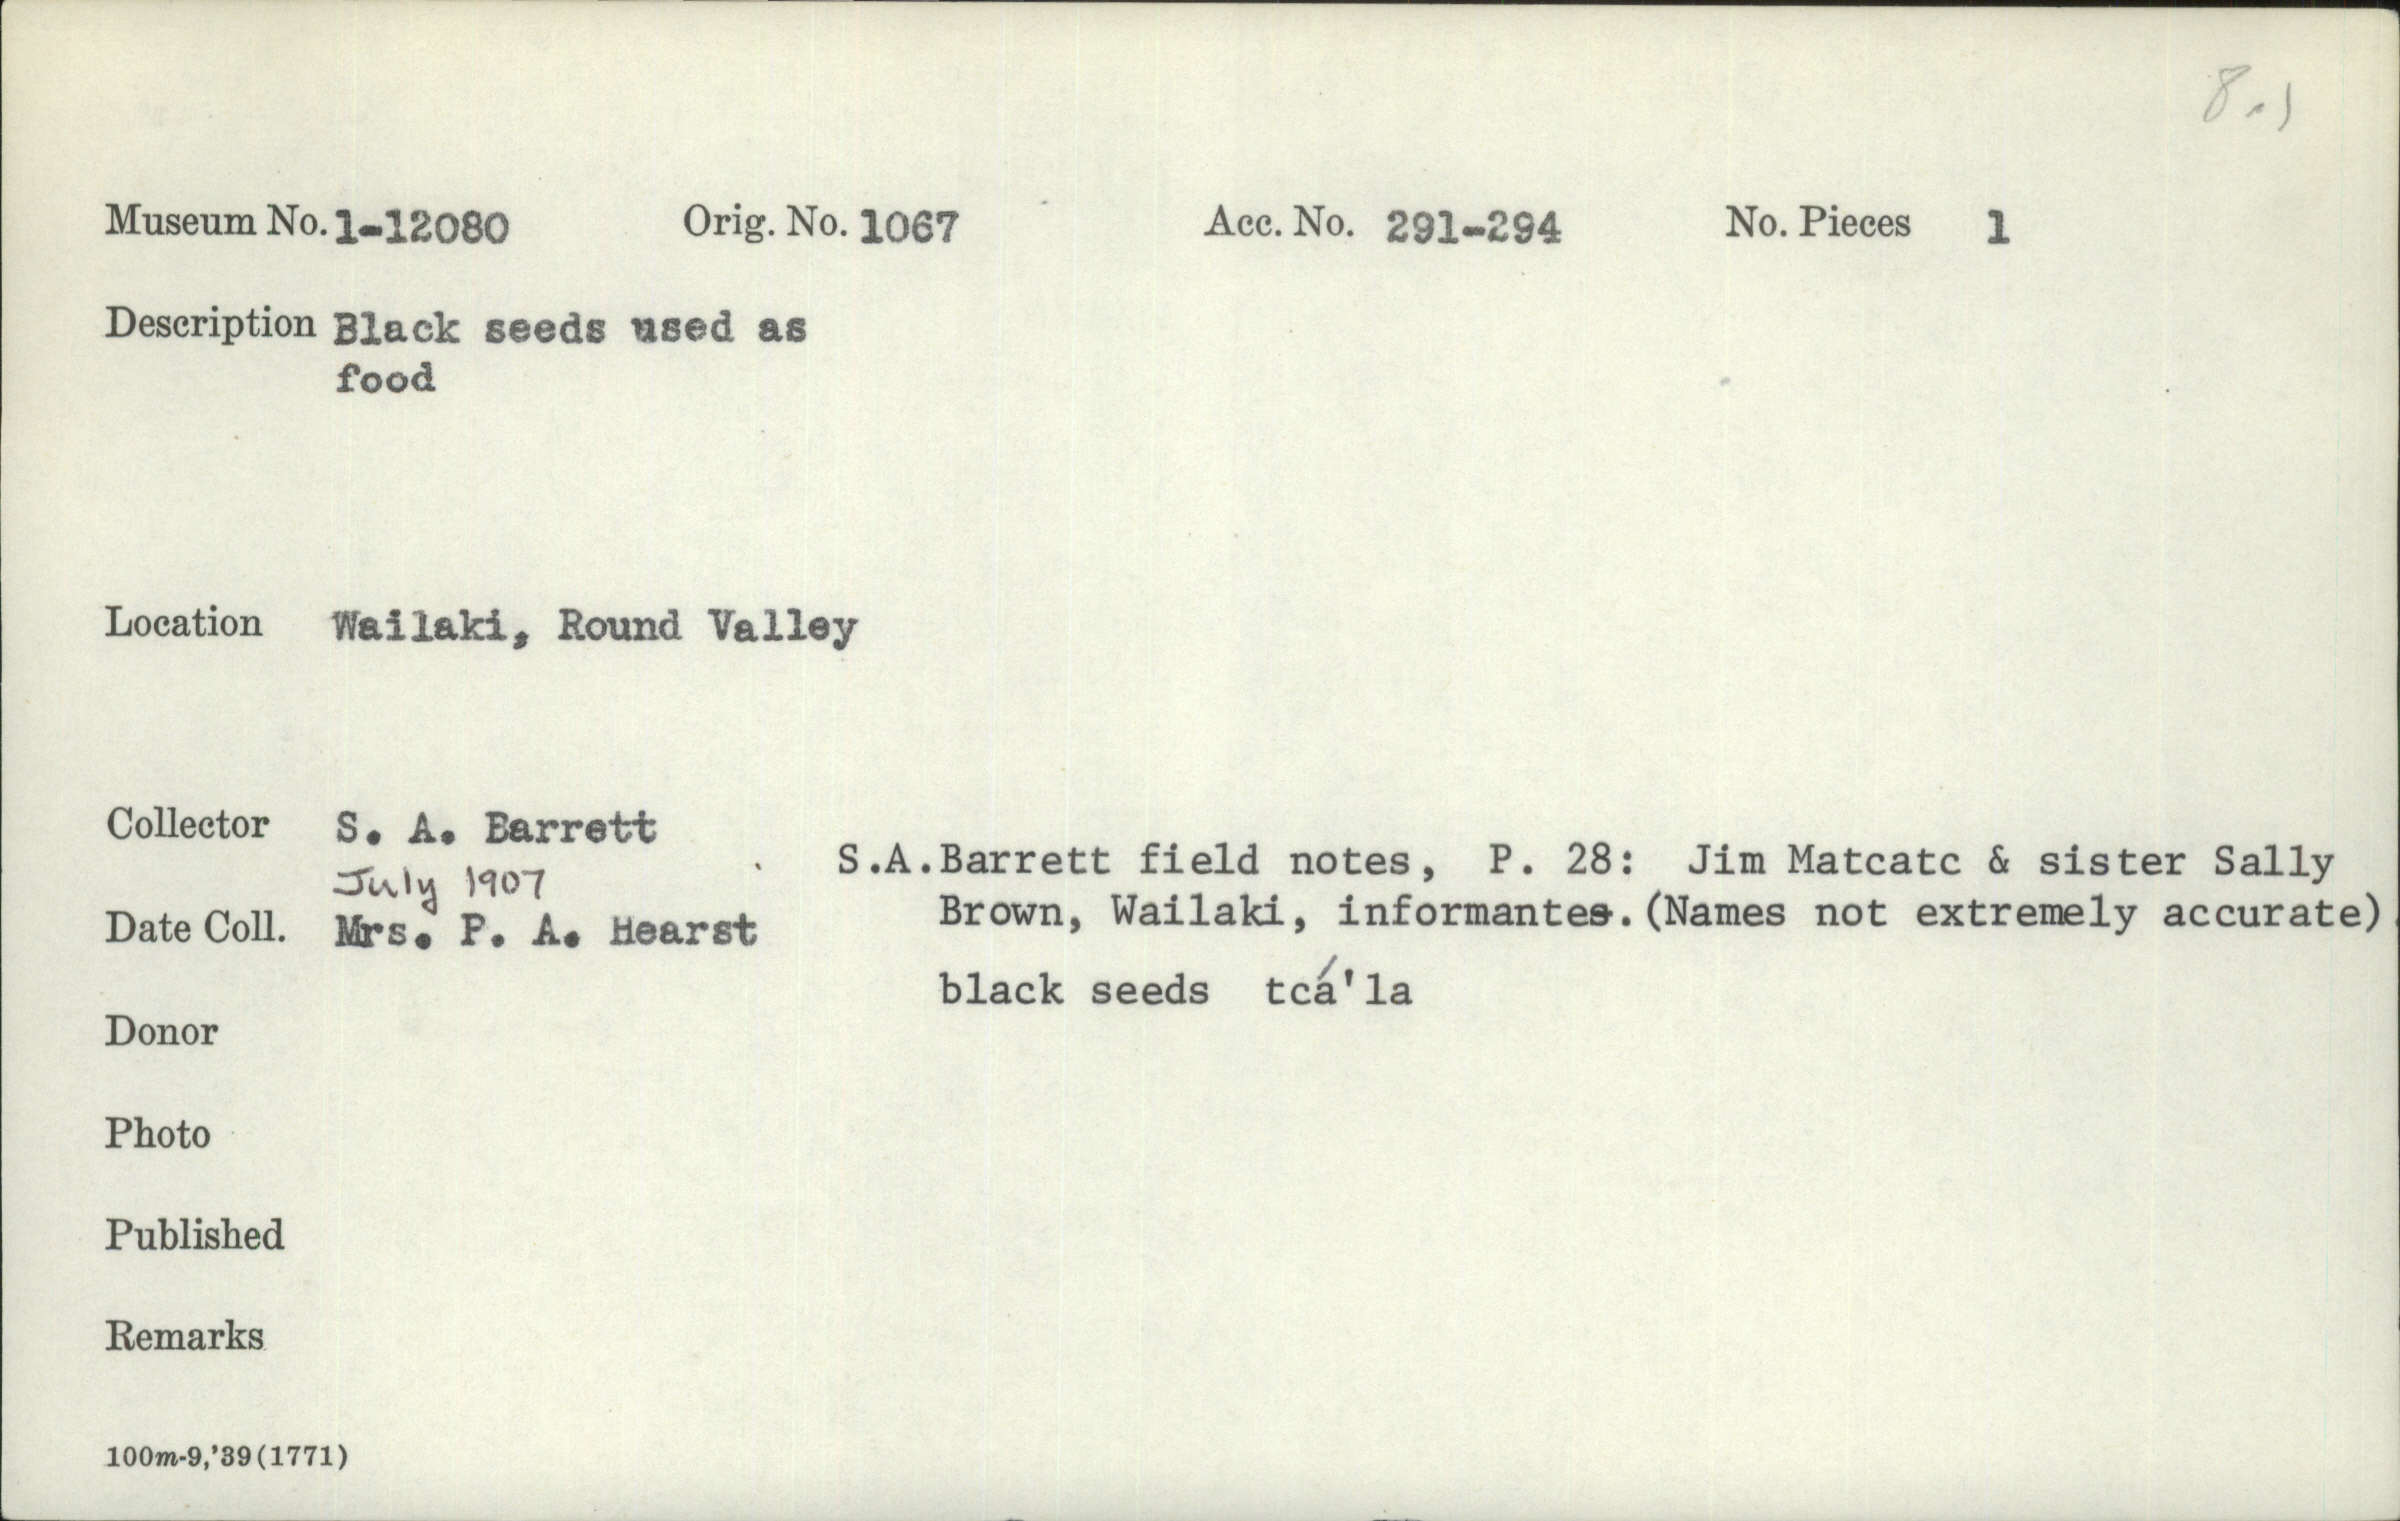 8.1
Museum No. 1-12080 Orig. No. 1067 Acc. No. 291-294 No. Pieces 1
Description Black seeds used as
food
Location Wailaki, Round Valley
Collector S. A. Barrett
July 1907
S.A.Barrett field notes, P. 28: Jim Matcatc & sister Sally
Brown, Wailaki, informantes.(Names not extremely accurate)
Date Coll. Mrs. P. A. Hearst
black seeds tcá'la
Donor
Photo
Published
Remarks
100m-9,'39(1771)